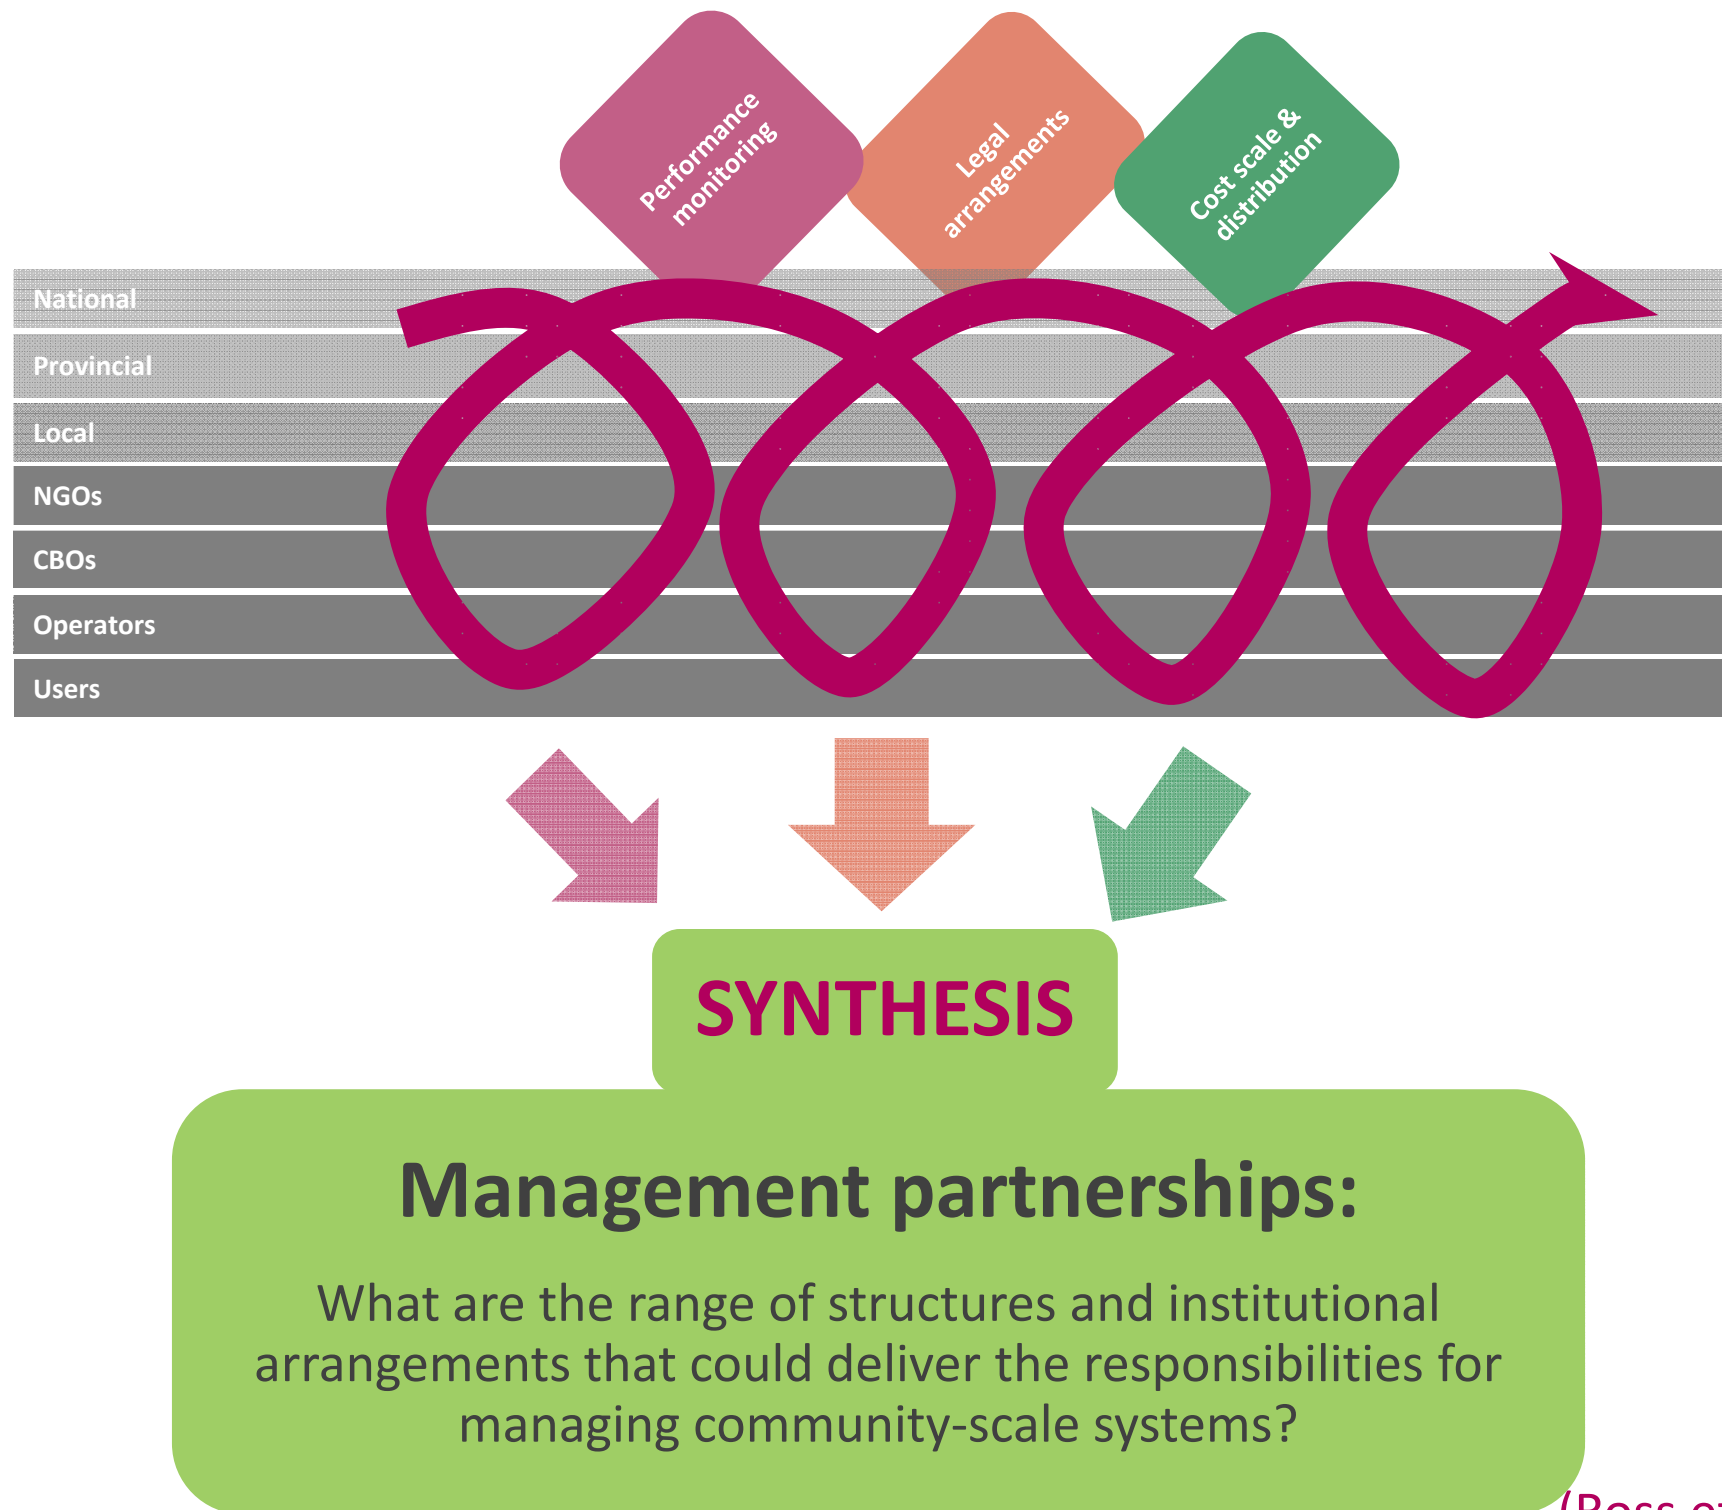 Performance
monitoring
Legal
arrangements
Cost scale &
distribution
National
Provincial
Local
NGOs
CBOs
Operators
Users
SYNTHESIS
Management partnerships:
What are the range of structures and institutional
arrangements that could deliver the responsibilities for
managing community-scale systems?